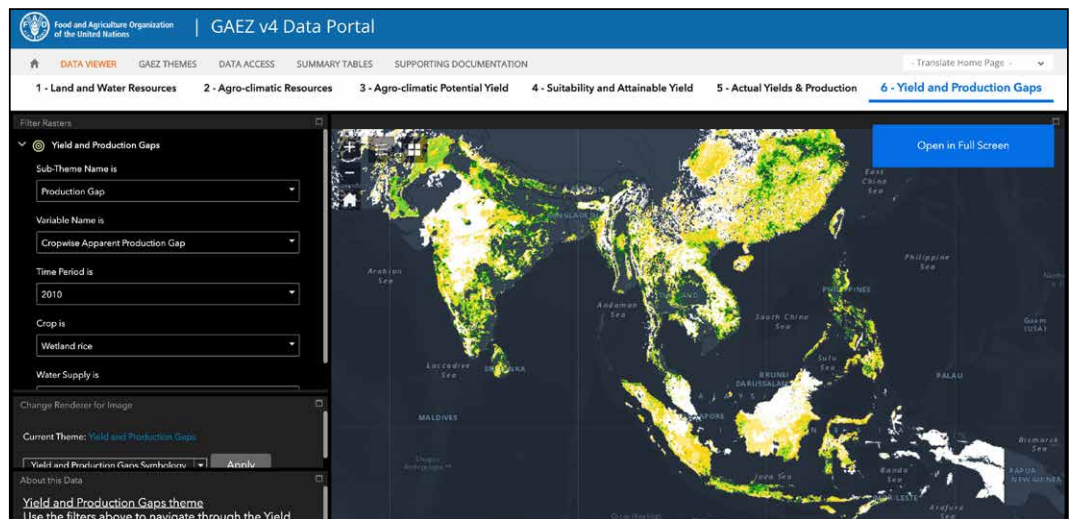 Food and Agriculture Organization
of the United Nations
GAEZ v4 Data Portal
DATA VIEWER GAEZ THEMES DATA ACCESS SUMMARY TABLES SUPPORTING DOCUMENTATION
- Translate Home Page -
1 - Land and Water Resources 2 - Agro-climatic Resources 3 - Agro-climatic Potential Yield 4 - Suitability and Attainable Yield 5 - Actual Yields & Production 6 - Yield and Production Gaps
Filter Rasters
Yield and Production Gaps
Sub-Theme Name is
Production Gap
Variable Name is
Cropwise Apparent Production Gap
Time Period is
2010
Crop is
Wetland rice
Water Supply is
Change Renderer for Image
Current Theme: Yield and Production Gaps
Yield and Production Gaps Symbology Apply
About this Data
Yield and Production Gaps theme
Use the filters above to navigate through the Yield
Open in Full Screen
East
China
Sea
Arabian
Sea
Philippine
Sea
PHILIPPINES
Guam
(USA)
Andaman
Sea
South China
Sea
Laccadive
Sea
Sulu
Sea
BRUNEI
DARUSSALAM
PALAU
MALDIVES
Bismarck
Sea
Java Sea
Banda
Sea
PAPUA
NEW GUINEA
Arafura
Sea